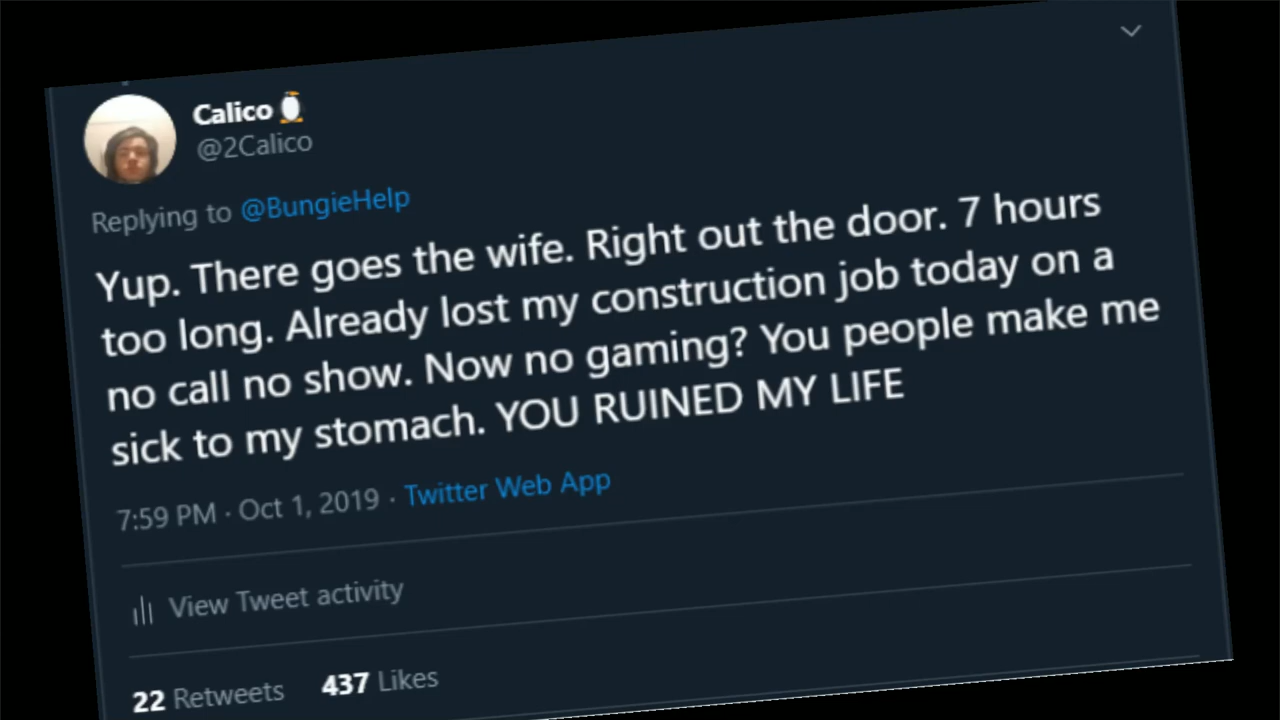 Calico🐧
@2Calico
Replying to @BungieHelp
Yup. There goes the wife. Right out the door. 7 hours
too long. Already lost my construction job today on a
no call no show. Now no gaming? You people make me
sick to my stomach. YOU RUINED MY LIFE
7:59 PM · Oct 1, 2019 · Twitter Web App
View Tweet activity
22 Retweets 437 Likes